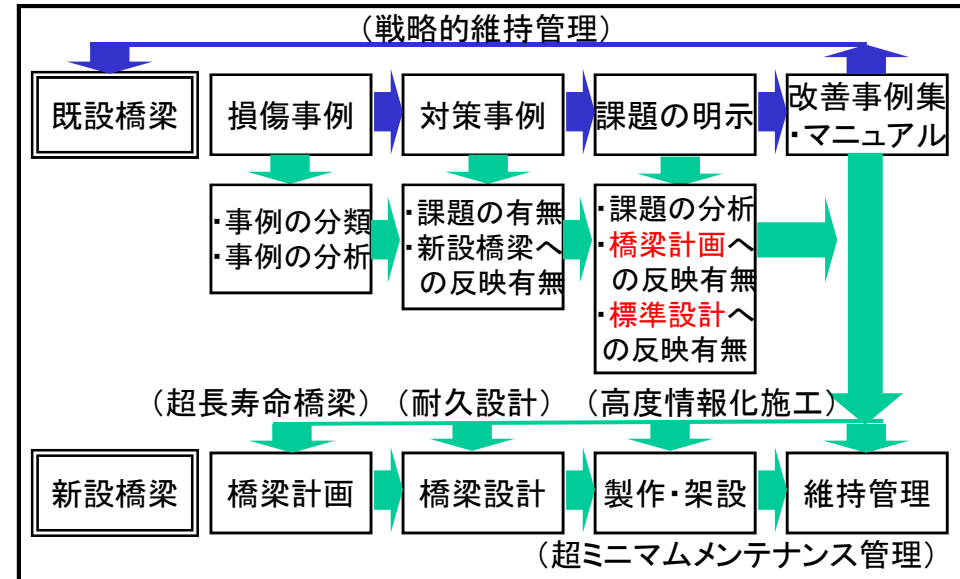 (戦略的維持管理)
既設橋梁
損傷事例
対策事例
課題の明示
改善事例集
・マニュアル
・事例の分類
・事例の分析
・課題の有無
・新設橋梁へ
の反映有無
・課題の分析
・橋梁計画へ
の反映有無
・標準設計へ
の反映有無
(超長寿命橋梁)
(耐久設計)
(高度情報化施工)
新設橋梁
橋梁計画
橋梁設計
製作・架設
維持管理
(超ミニマムメンテナンス管理)